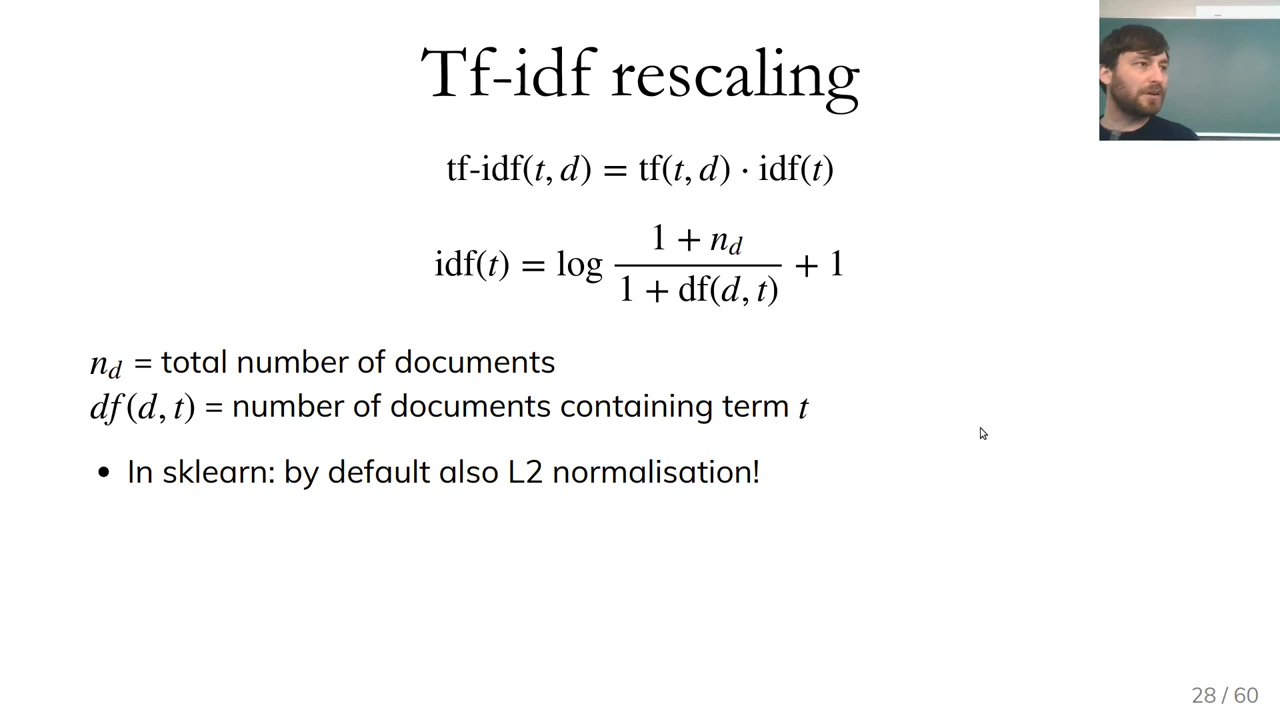 Tf-idf rescaling
tf-idf(t, d) = tf(t, d) · idf(t)
idf(t) = log (1 + n_d) / (1 + df(d, t)) + 1
n_d = total number of documents
df(d, t) = number of documents containing term t
• In sklearn: by default also L2 normalisation!
28 / 60